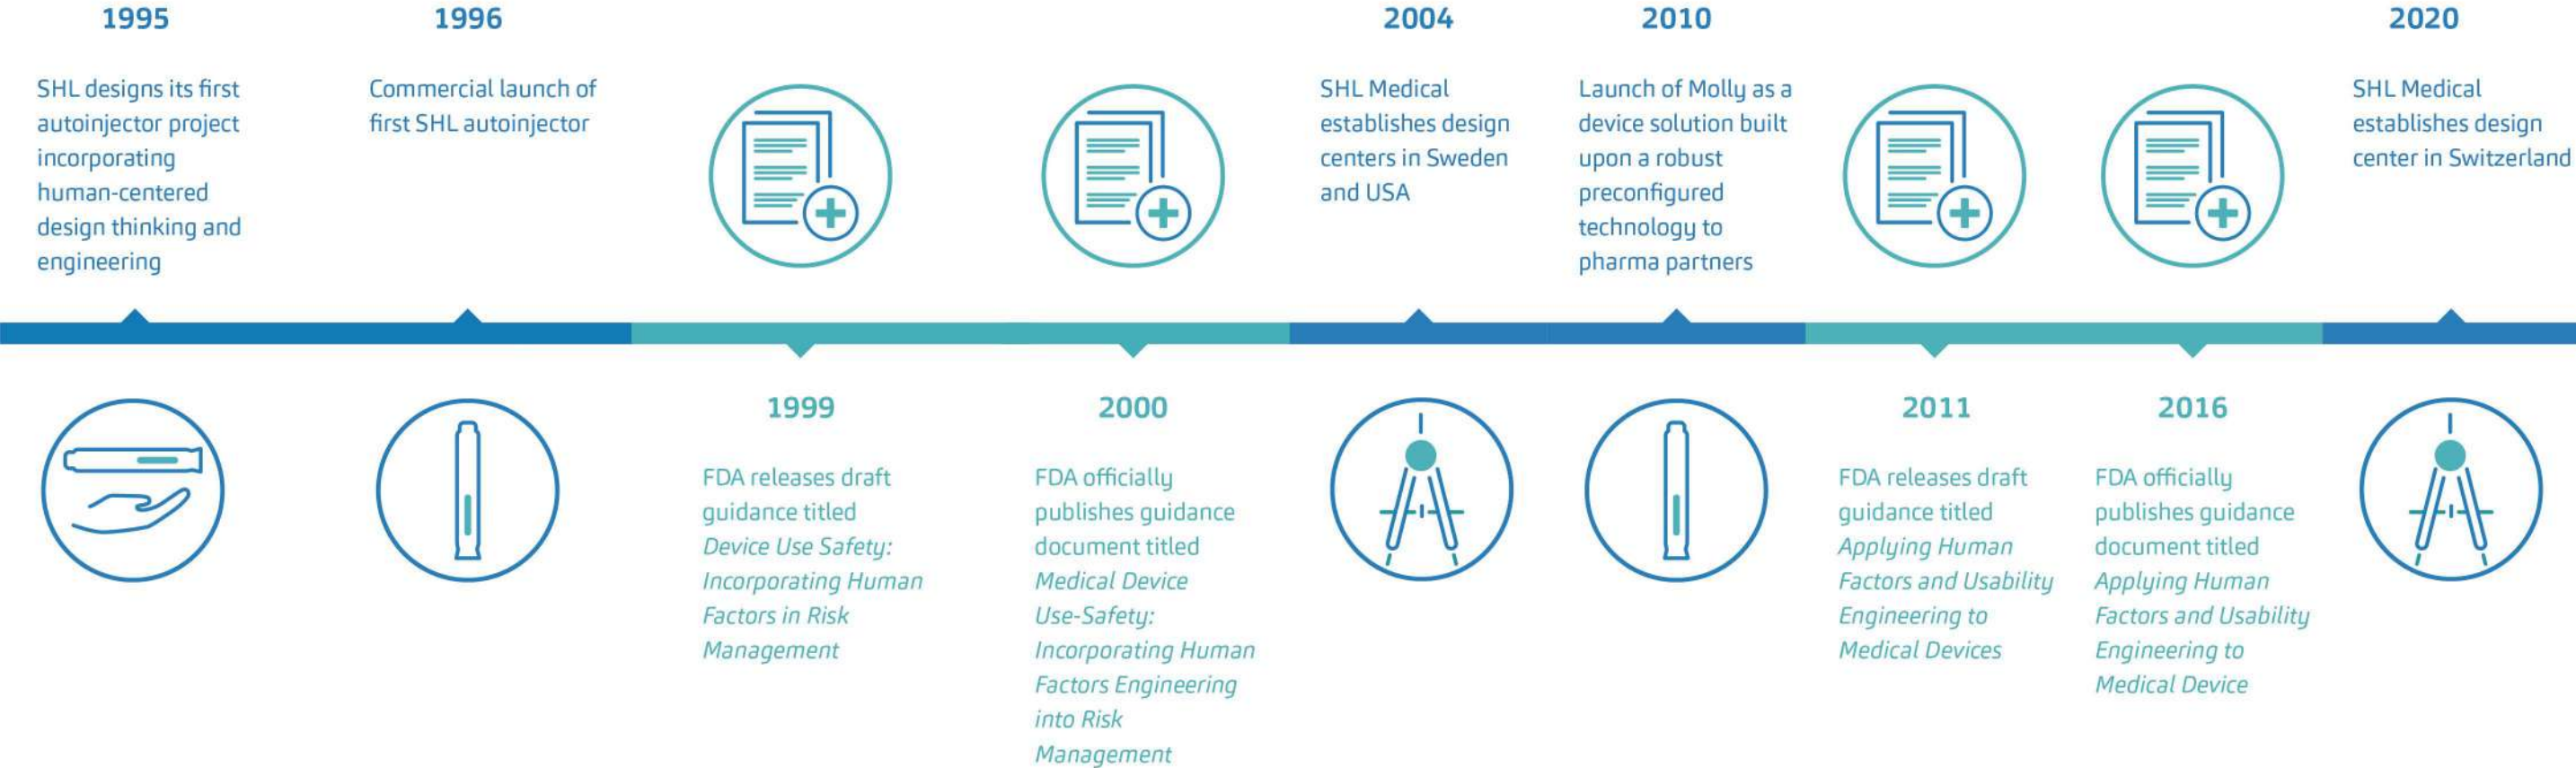 1995
SHL designs its first
autoinjector project
incorporating
human-centered
design thinking and
engineering
1996
Commercial launch of
first SHL autoinjector
1999
FDA releases draft
guidance titled
Device Use Safety:
Incorporating Human
Factors in Risk
Management
2000
FDA officially
publishes guidance
document titled
Medical Device
Use-Safety:
Incorporating Human
Factors Engineering
into Risk
Management
2004
SHL Medical
establishes design
centers in Sweden
and USA
2010
Launch of Molly as a
device solution built
upon a robust
preconfigured
technology to
pharma partners
2011
FDA releases draft
guidance titled
Applying Human
Factors and Usability
Engineering to
Medical Devices
2016
FDA officially
publishes guidance
document titled
Applying Human
Factors and Usability
Engineering to
Medical Device
2020
SHL Medical
establishes design
center in Switzerland